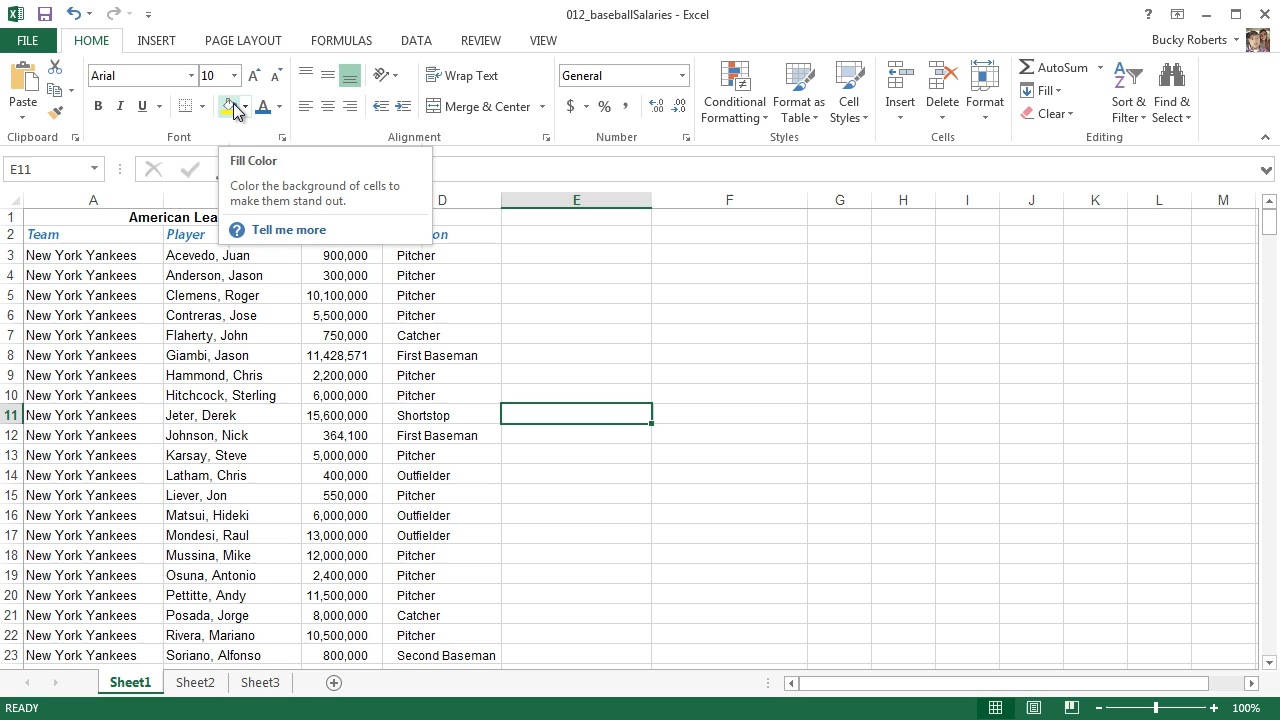 012_baseballSalaries - Excel
FILE HOME INSERT PAGE LAYOUT FORMULAS DATA REVIEW VIEW Bucky Roberts
Paste
Clipboard
Arial 10
B I U A
Font
Wrap Text
Merge & Center
Alignment
General
$ % ,
Number
Conditional Formatting
Format as Table
Cell Styles
Styles
Insert Delete Format
Cells
AutoSum
Fill
Clear
Sort & Filter
Find & Select
Editing
E11
Fill Color
Color the background of cells to
make them stand out.
Tell me more
A D E F G H I J K L M
1 American Lea
2 Team Player on
3 New York Yankees Acevedo, Juan 900,000 Pitcher
4 New York Yankees Anderson, Jason 300,000 Pitcher
5 New York Yankees Clemens, Roger 10,100,000 Pitcher
6 New York Yankees Contreras, Jose 5,500,000 Pitcher
7 New York Yankees Flaherty, John 750,000 Catcher
8 New York Yankees Giambi, Jason 11,428,571 First Baseman
9 New York Yankees Hammond, Chris 2,200,000 Pitcher
10 New York Yankees Hitchcock, Sterling 6,000,000 Pitcher
11 New York Yankees Jeter, Derek 15,600,000 Shortstop
12 New York Yankees Johnson, Nick 364,100 First Baseman
13 New York Yankees Karsay, Steve 5,000,000 Pitcher
14 New York Yankees Latham, Chris 400,000 Outfielder
15 New York Yankees Liever, Jon 550,000 Pitcher
16 New York Yankees Matsui, Hideki 6,000,000 Outfielder
17 New York Yankees Mondesi, Raul 13,000,000 Outfielder
18 New York Yankees Mussina, Mike 12,000,000 Pitcher
19 New York Yankees Osuna, Antonio 2,400,000 Pitcher
20 New York Yankees Pettitte, Andy 11,500,000 Pitcher
21 New York Yankees Posada, Jorge 8,000,000 Catcher
22 New York Yankees Rivera, Mariano 10,500,000 Pitcher
23 New York Yankees Soriano, Alfonso 800,000 Second Baseman
Sheet1 Sheet2 Sheet3
READY 100%